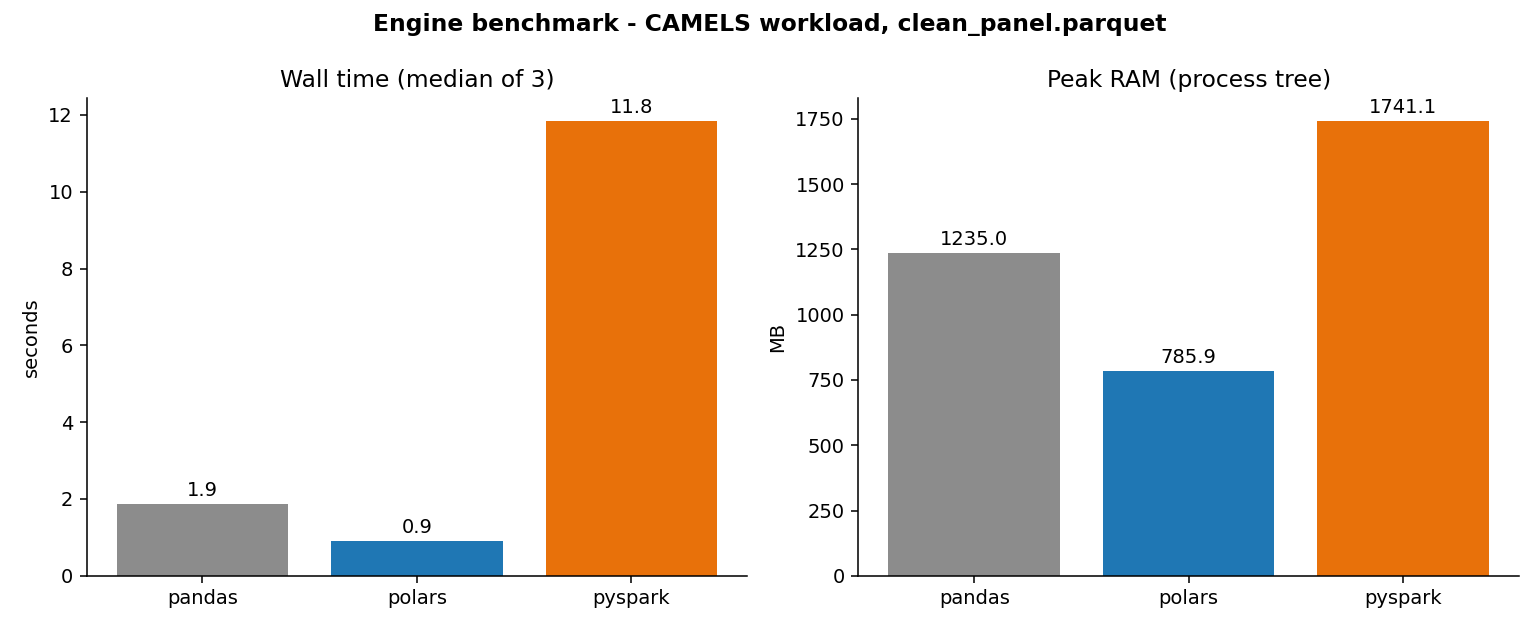 Engine benchmark - CAMELS workload, clean_panel.parquet
Wall time (median of 3)
12
10
8
6
4
2
0
seconds
1.9
0.9
11.8
pandas
polars
pyspark
Peak RAM (process tree)
1750
1500
1250
1000
750
500
250
0
MB
1235.0
785.9
1741.1
pandas
polars
pyspark